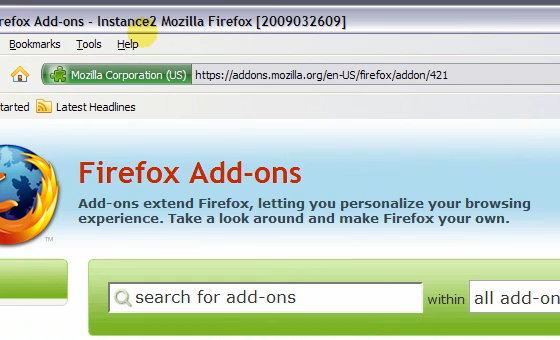 refox Add-ons - Instance2 Mozilla Firefox [2009032609]
Bookmarks Tools Help
Mozilla Corporation (US) https://addons.mozilla.org/en-US/firefox/addon/421
tarted Latest Headlines
Firefox Add-ons
Add-ons extend Firefox, letting you personalize your browsing
experience. Take a look around and make Firefox your own.
TM
search for add-ons within all add-on